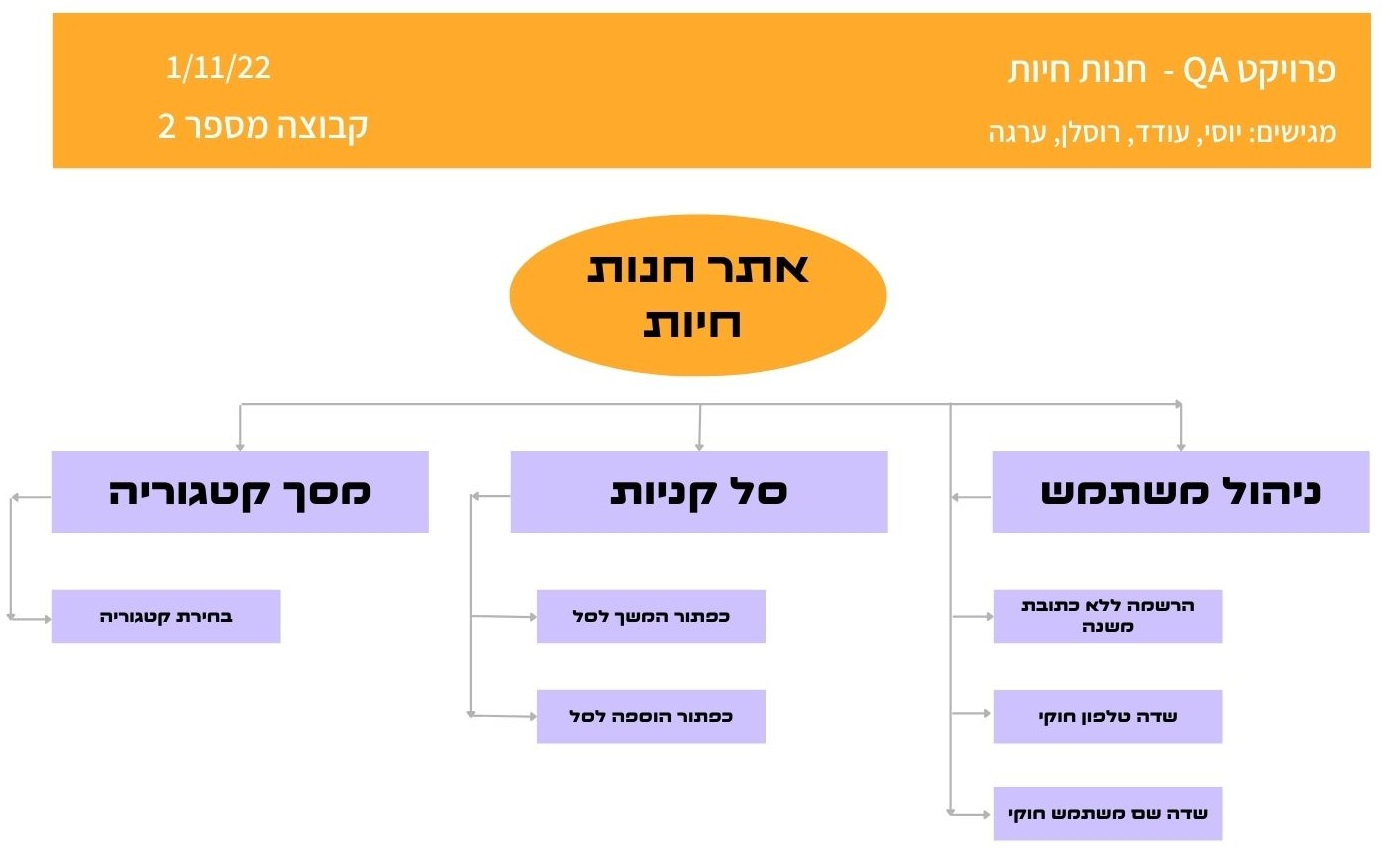 פרויקט QA - חנות חיות
1/11/22
מגישים: יוסי, עודד, רוסלן, ערגה
קבוצה מספר 2
אתר חנות
חיות
ניהול משתמש
סל קניות
מסך קטגוריה
הרשמה ללא כתובת
משנה
כפתור המשך לסל
בחירת קטגוריה
שדה טלפון חוקי
כפתור הוספה לסל
שדה שם משתמש חוקי